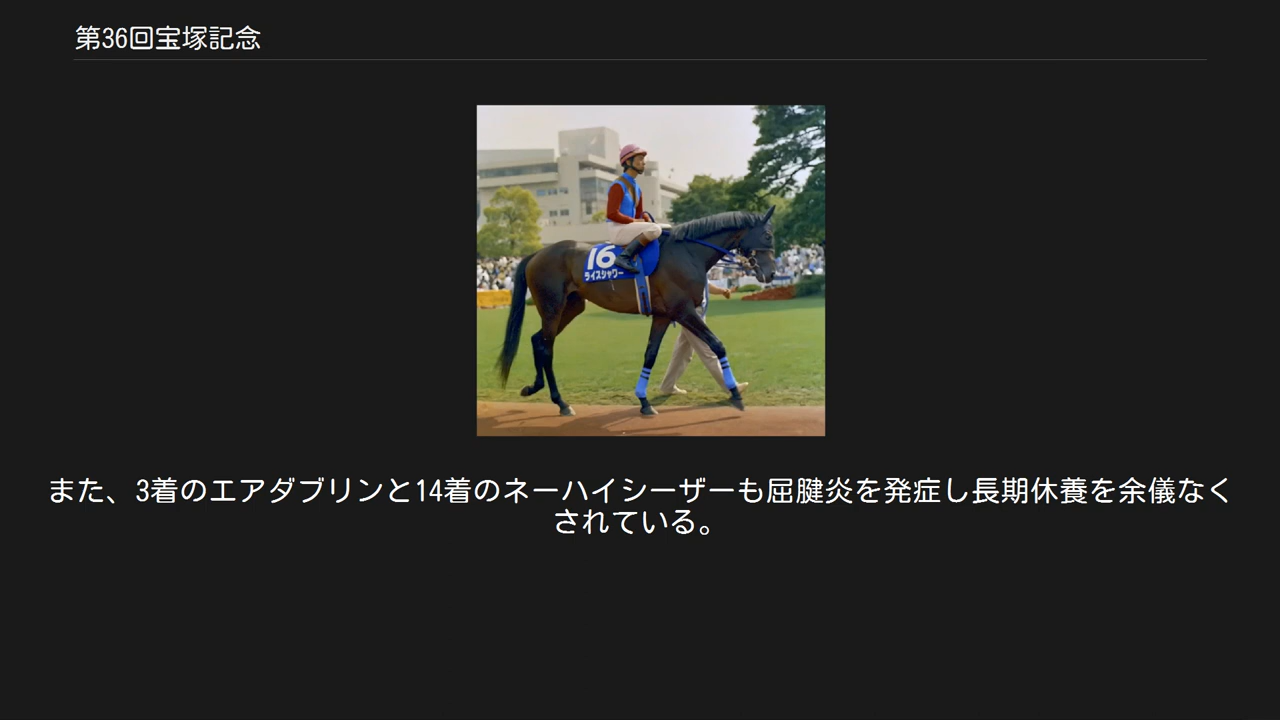 第36回宝塚記念
16
ライスシャワー
また、3着のエアダブリンと14着のネーハイシーザーも屈腱炎を発症し長期休養を余儀なく
されている。